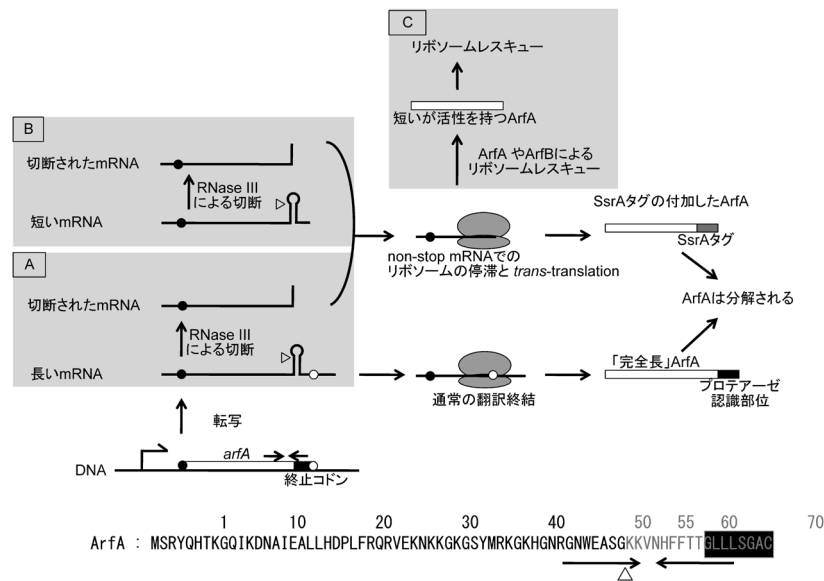 C
リボソームレスキュー
短いが活性を持つArfA
ArfA やArfBによる
リボソームレスキュー
B
切断されたmRNA
RNase III
による切断
短いmRNA
A
切断されたmRNA
RNase III
による切断
長いmRNA
non-stop mRNAでの
リボソームの停滞と trans-translation
SsrAタグの付加したArfA
SsrAタグ
ArfAは分解される
通常の翻訳終結
「完全長」ArfA
プロテアーゼ
認識部位
転写
DNA
arfA
終止コドン
1 10 20 30 40 50 55 60 70
ArfA : MSRYQHTKGQIKDNAIEALLHDPLFRQRVEKNKKGKGSYMRKGKHGNRGNWEASGKKVNHFFTTGLLLSGAC